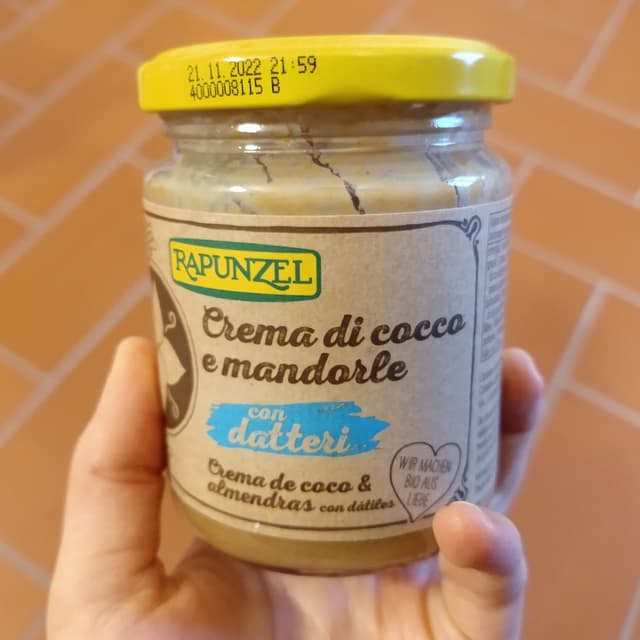 21.11.2022 21:59
4000008115 B
RAPUNZEL
Crema di cocco
e mandorle
con
datteri
Crema de coco &
almendras con dátiles
WIR MACHEN
BIO AUS
LIEBE